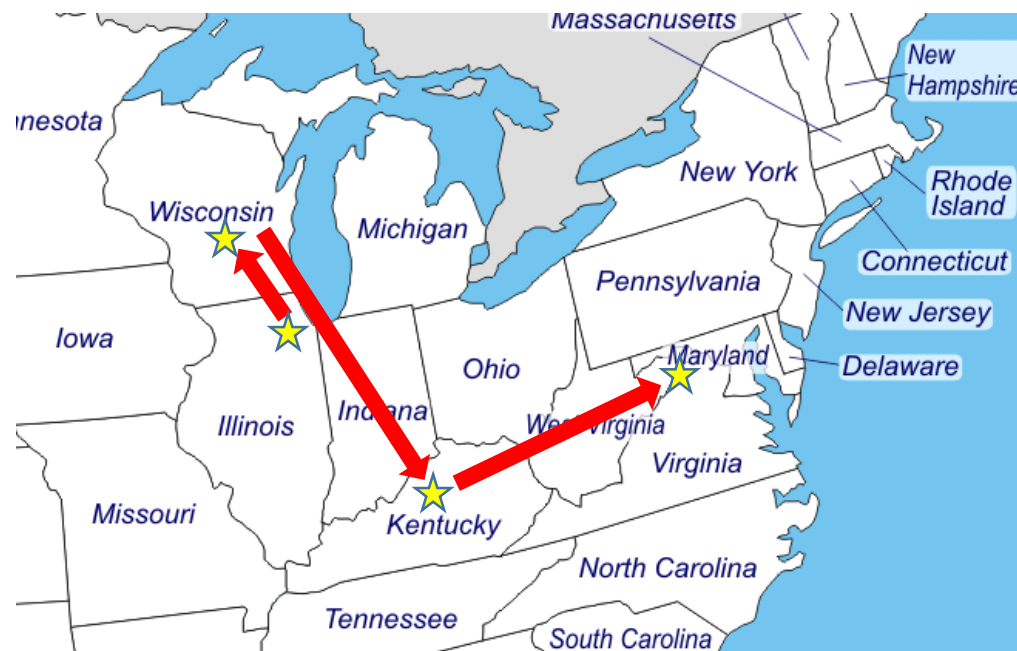 Massachusetts
New
Hampshire
nnesota
New York
Rhode
Island
Wisconsin
Michigan
Connecticut
Pennsylvania
New Jersey
Iowa
Ohio
Maryland
Delaware
Illinois
Indiana
West Virginia
Virginia
Missouri
Kentucky
North Carolina
Tennessee
South Carolina